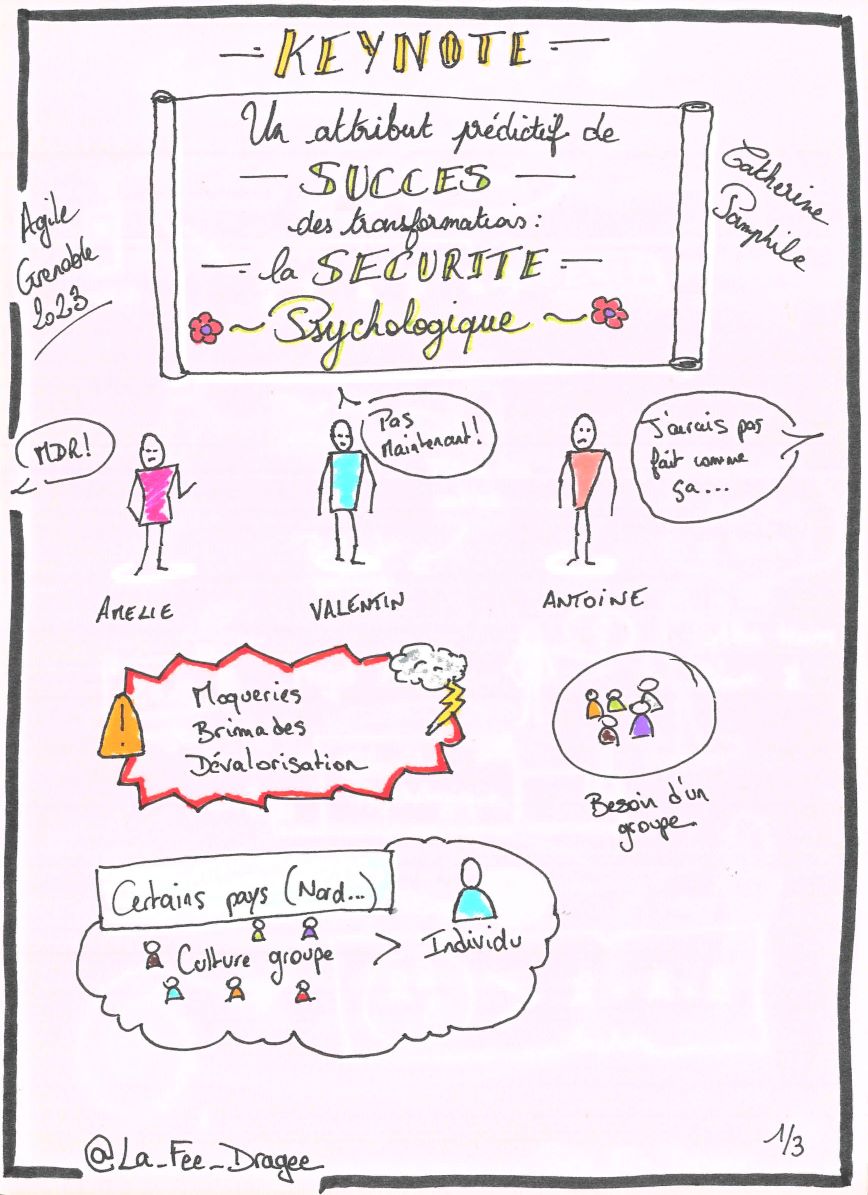 KEYNOTE
Un attribut prédictif de
SUCCES
des transformations :
la SECURITE
Psychologique
Catherine
Pamphile
Agile
Grenoble
2023
MDR!
Pas
Maintenant!
J'aurais pas
fait comme
ça...
AMELIE
VALENTIN
ANTOINE
Moqueries
Brimades
Dévalorisation
!
Besoin d'un
groupe
Certains pays (Nord...)
Culture groupe > Individu
@La_Fee_Dragee
1/3